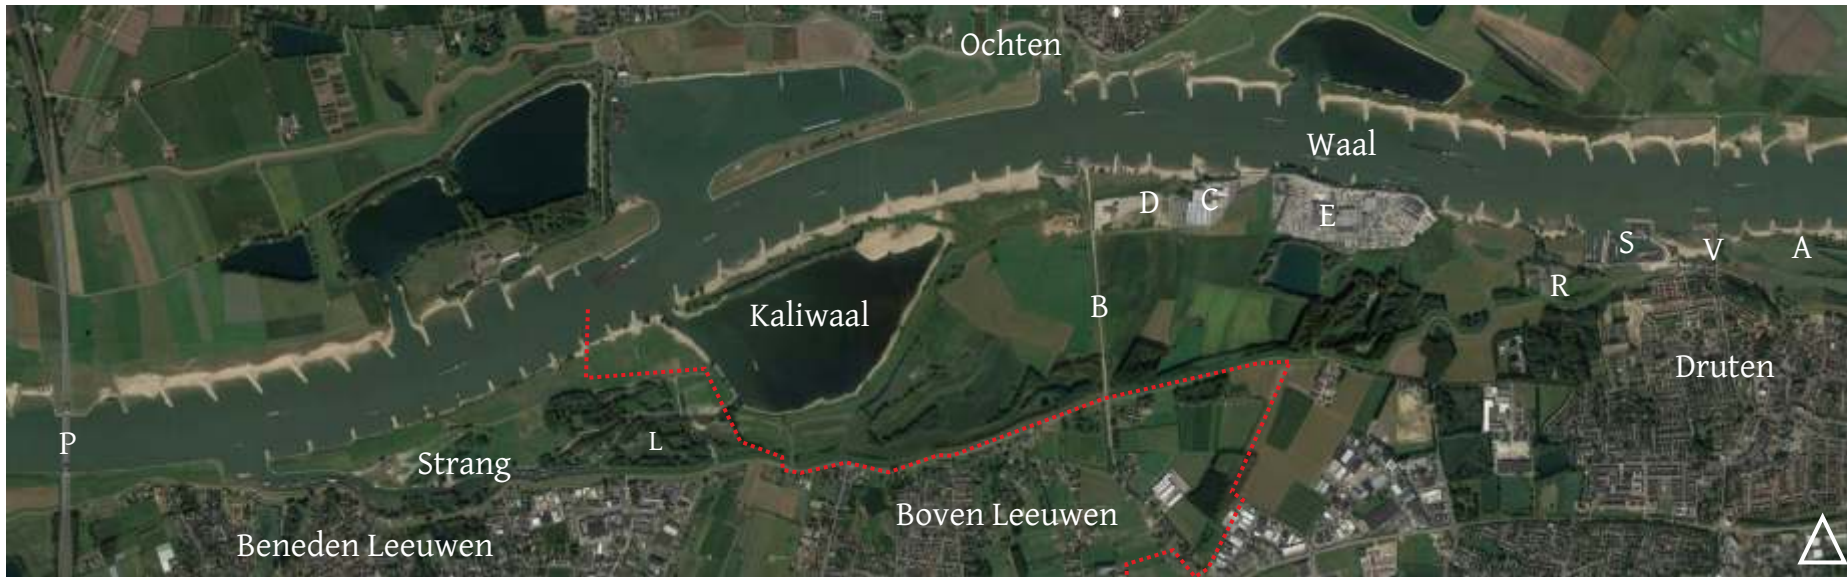 Ochten
Waal
D
C
E
S
V
A
R
B
Kaliwaal
Druten
P
L
Strang
Boven Leeuwen
Beneden Leeuwen